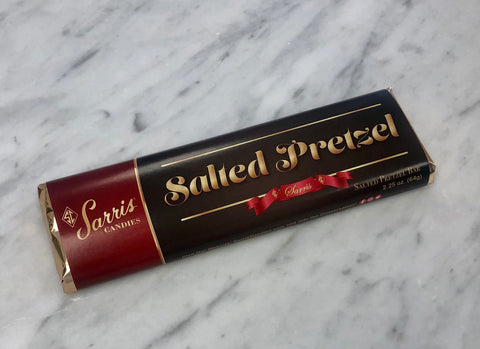 Sarris
CANDIES
Salted Pretzel
Sarris
SALTED PRETZEL BAR
2.25 oz. (64g)